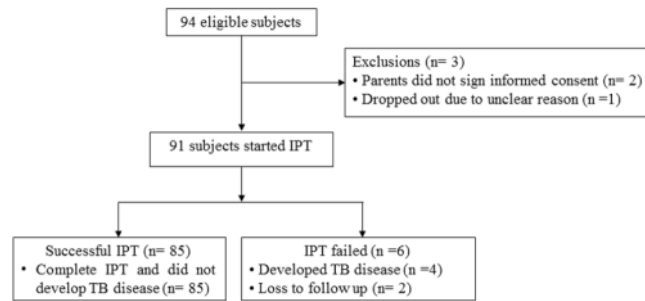 94 eligible subjects
Exclusions (n= 3)
• Parents did not sign informed consent (n= 2)
• Dropped out due to unclear reason (n =1)
91 subjects started IPT
Successful IPT (n= 85)
• Complete IPT and did not
develop TB disease (n= 85)
IPT failed (n =6)
• Developed TB disease (n =4)
• Loss to follow up (n= 2)